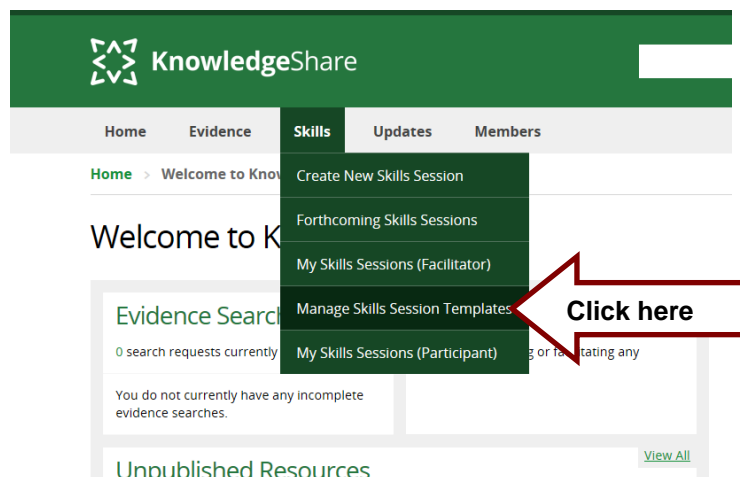 KnowledgeShare
Home Evidence Skills Updates Members
Home > Welcome to Know
Create New Skills Session
Welcome to K
Forthcoming Skills Sessions
My Skills Sessions (Facilitator)
Evidence Search
Manage Skills Session Templates
Click here
0 search requests currently
My Skills Sessions (Participant)
or facilitating any
You do not currently have any incomplete
evidence searches.
View All
Unpublished Resources